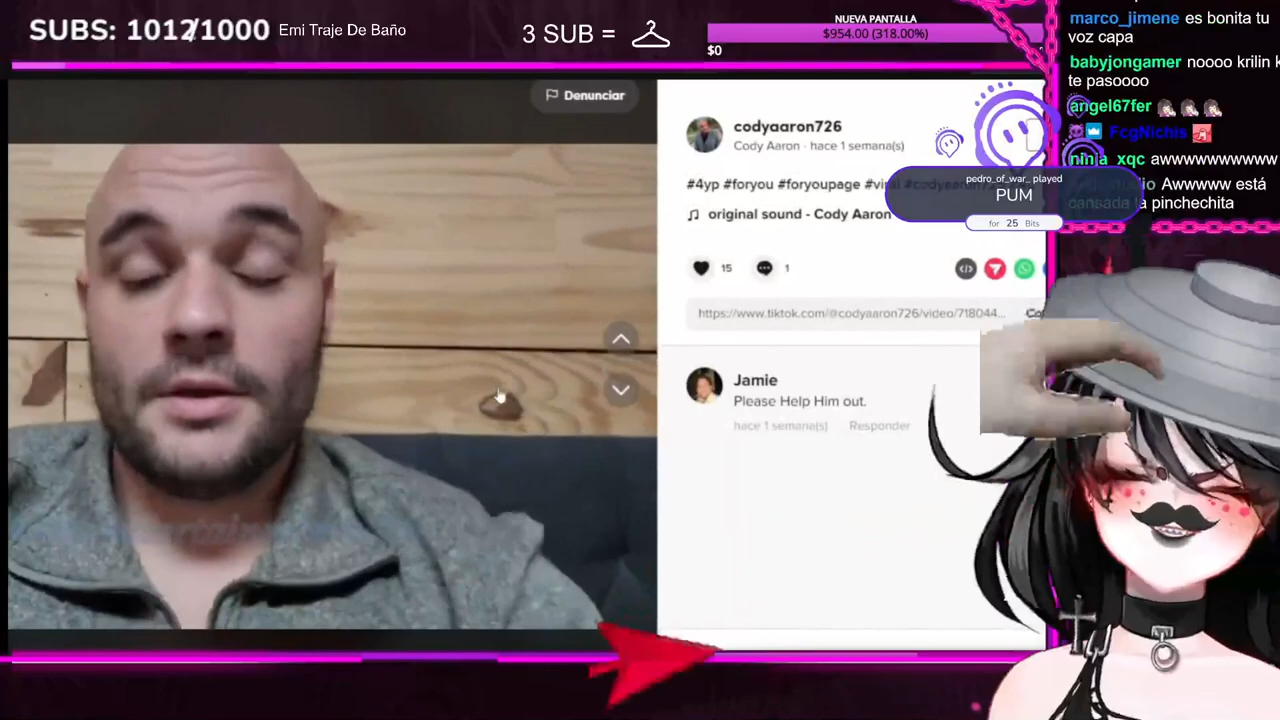 SUBS: 1012/1000
Emi Traje De Baño
3 SUB =
NUEVA PANTALLA
$954.00 (318.00%)
$0
Denunciar
codyaaron726
Cody Aaron · hace 1 semana(s)
#4yp #foryou #foryoupage
original sound - Cody Aaron
15
1
https://www.tiktok.com/@codyaaron726/video/718044...
Jamie
Please Help Him out.
hace 1 semana(s)
Responder
pedro_of_war_ played
PUM
for 25 Bits
marco_jimene es bonita tu
voz capa
babyjongamer noooo krilin
te pasoooo
angel67fer
FcgNichis
ninja_xqc awwwwwwwwww
Awwwww está
cansada la pinchechita